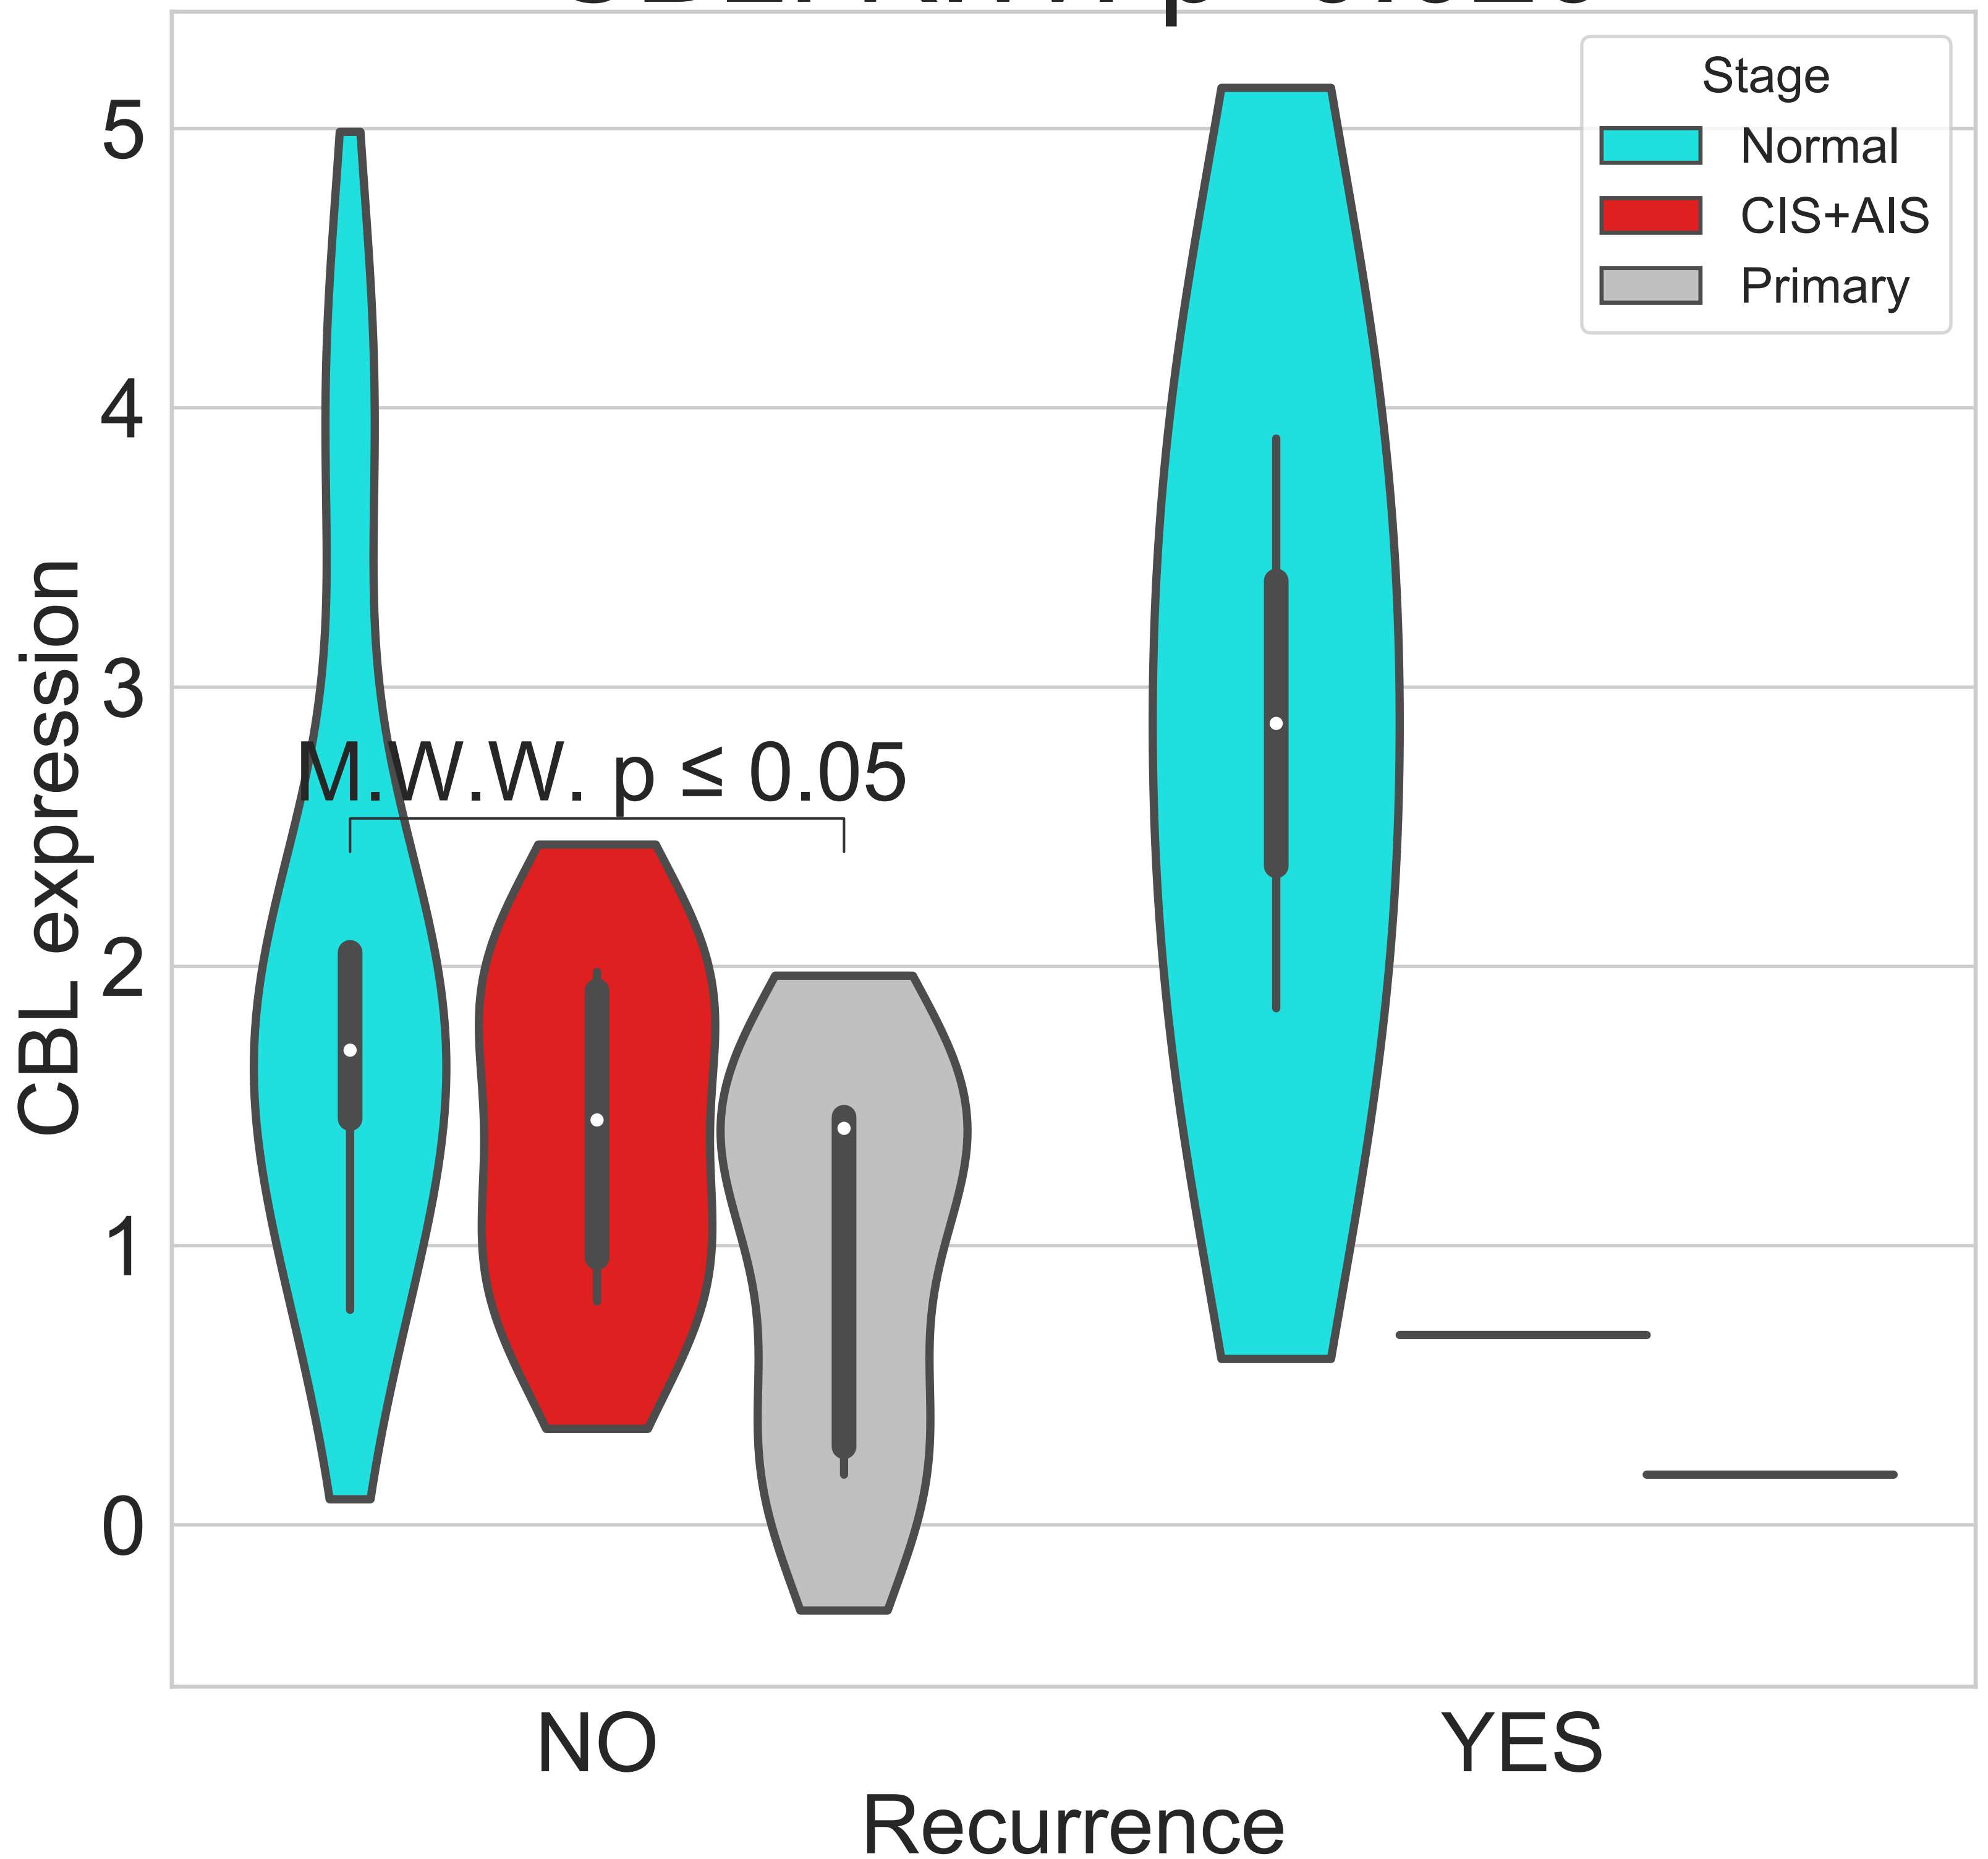 5
4
3
2
1
0
CBL expression
Stage
Normal
CIS+AIS
Primary
M.W.W. p ≤ 0.05
NO
YES
Recurrence